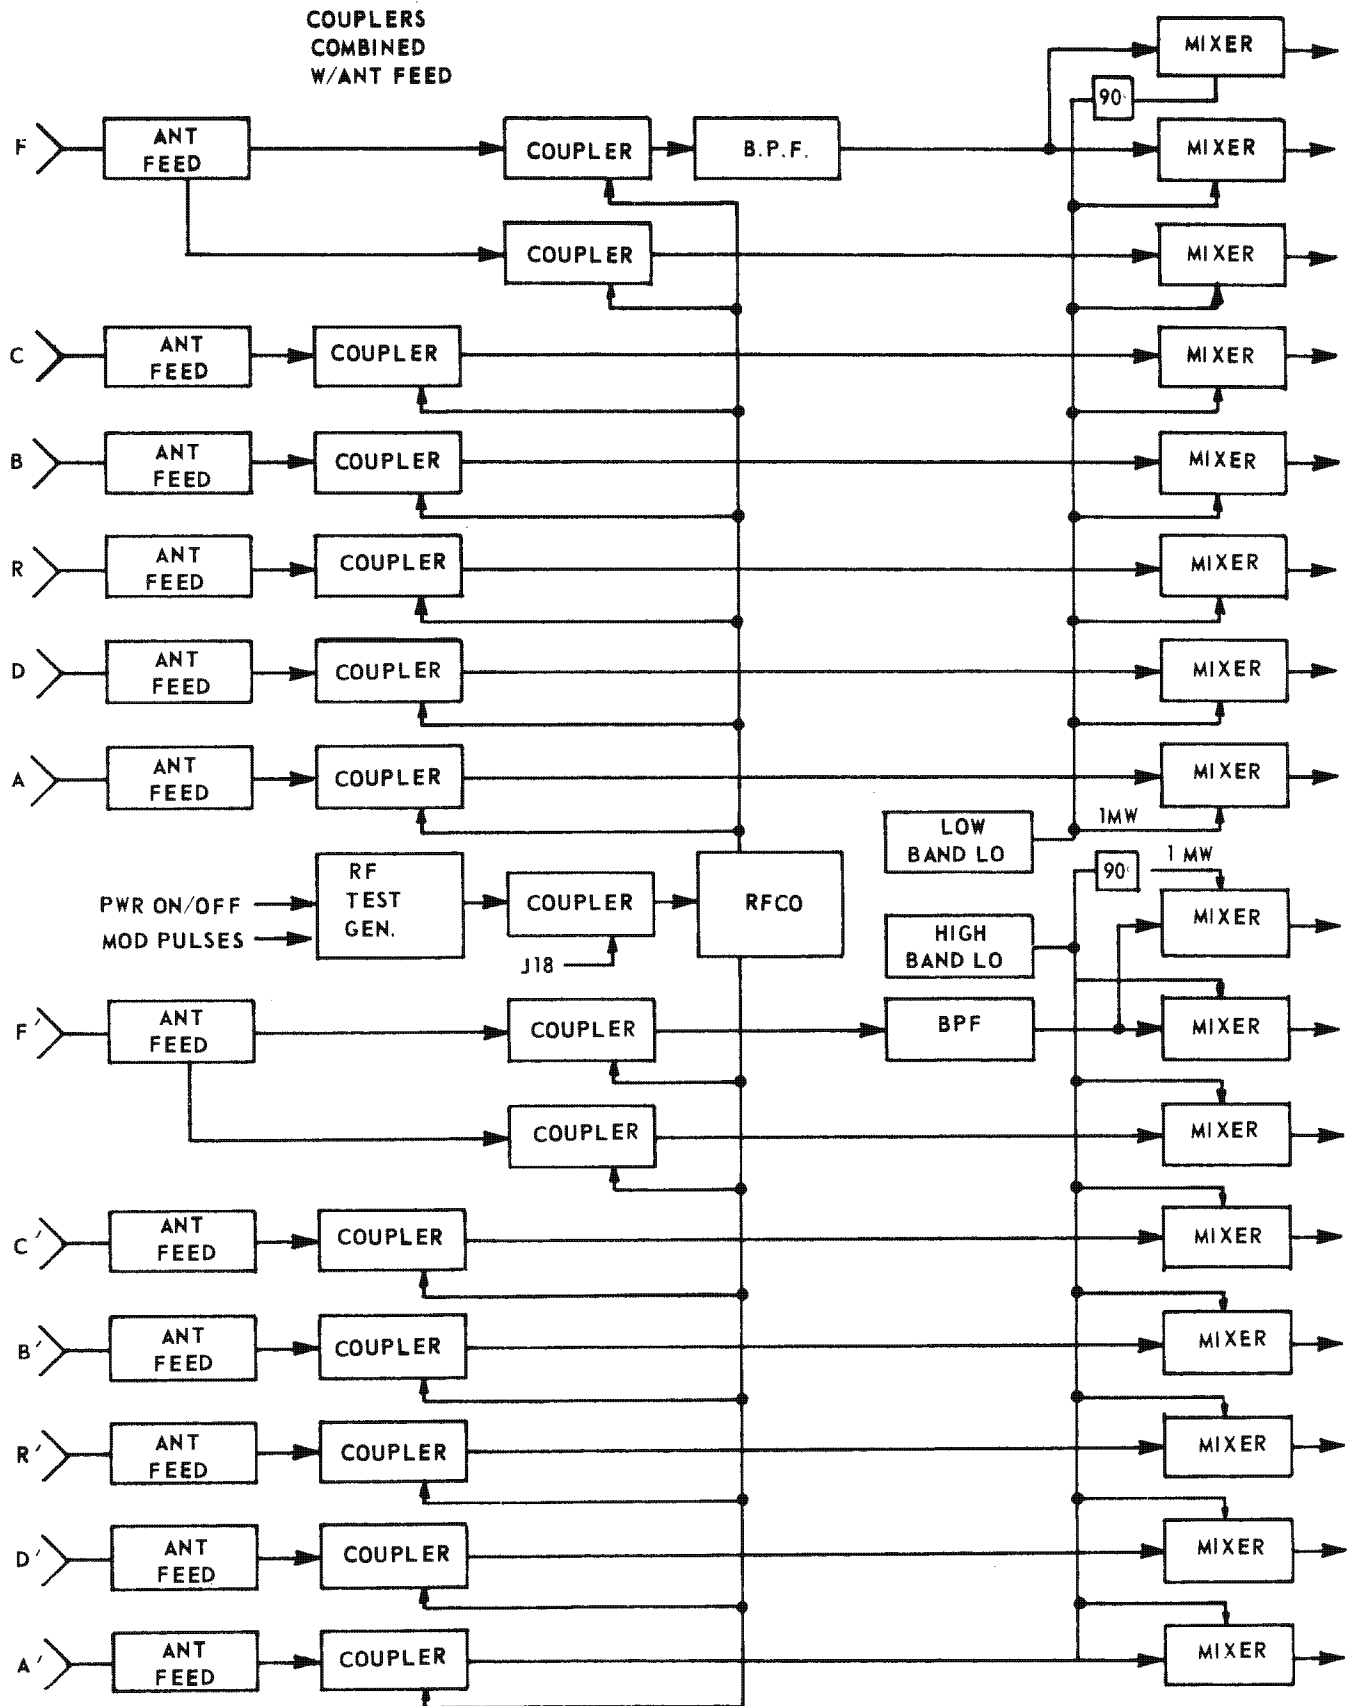 COUPLERS
COMBINED
W/ANT FEED
MIXER
90°
F
ANT
FEED
COUPLER
B.P.F.
MIXER
COUPLER
MIXER
C
ANT
FEED
COUPLER
MIXER
B
ANT
FEED
COUPLER
MIXER
R
ANT
FEED
COUPLER
MIXER
D
ANT
FEED
COUPLER
MIXER
A
ANT
FEED
COUPLER
MIXER
1MW
LOW
BAND LO
PWR ON/OFF
MOD PULSES
RF
TEST
GEN.
COUPLER
J18
RFCO
90°
1 MW
MIXER
HIGH
BAND LO
F'
ANT
FEED
COUPLER
BPF
MIXER
COUPLER
MIXER
C'
ANT
FEED
COUPLER
MIXER
B'
ANT
FEED
COUPLER
MIXER
R'
ANT
FEED
COUPLER
MIXER
D'
ANT
FEED
COUPLER
MIXER
A'
ANT
FEED
COUPLER
MIXER